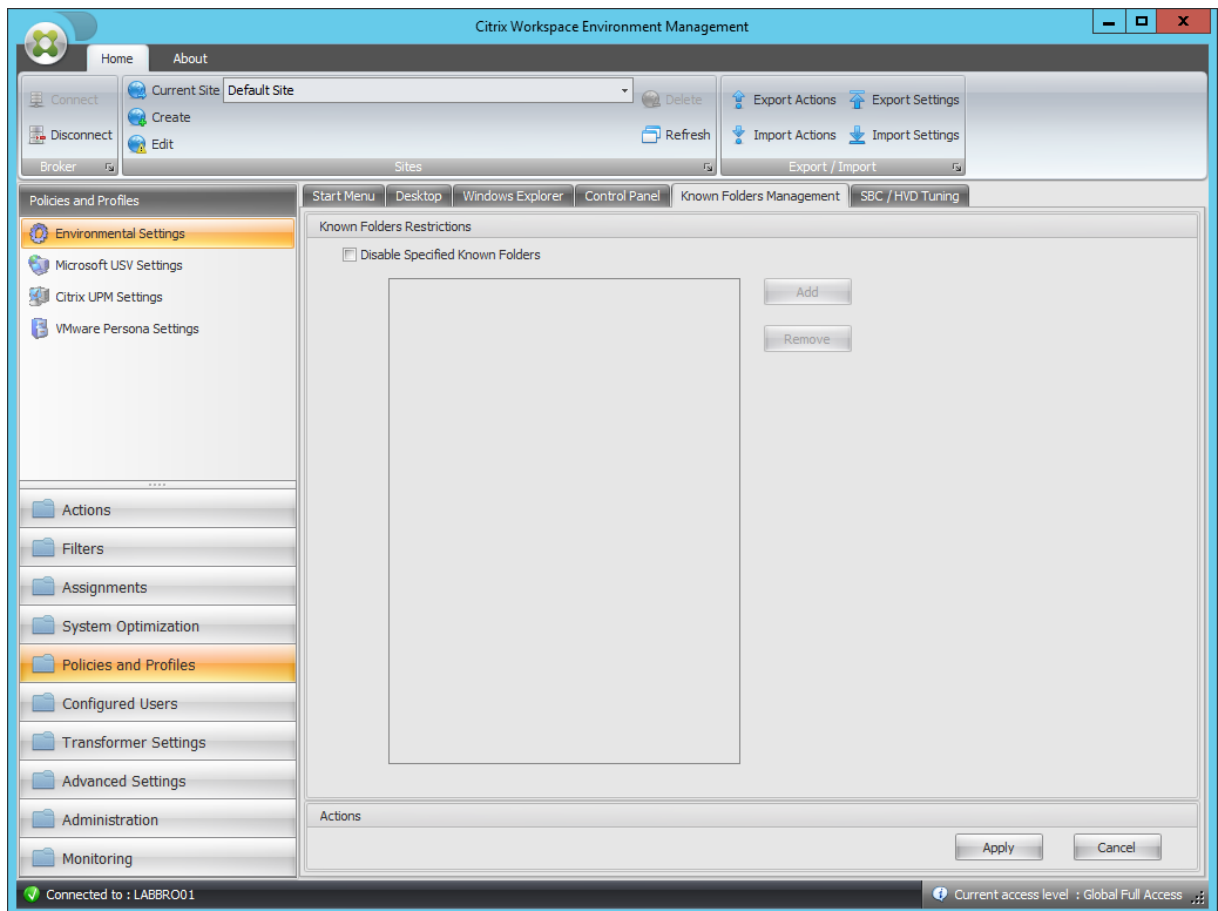 Citrix Workspace Environment Management
Home About
Connect
Disconnect
Broker
Current Site Default Site
Create
Edit
Delete
Refresh
Sites
Export Actions Export Settings
Import Actions Import Settings
Export / Import
Policies and Profiles
Environmental Settings
Microsoft USV Settings
Citrix UPM Settings
VMware Persona Settings
Actions
Filters
Assignments
System Optimization
Policies and Profiles
Configured Users
Transformer Settings
Advanced Settings
Administration
Monitoring
Start Menu Desktop Windows Explorer Control Panel Known Folders Management SBC / HVD Tuning
Known Folders Restrictions
Disable Specified Known Folders
Add
Remove
Actions
Apply Cancel
Connected to : LABBRO01
Current access level : Global Full Access